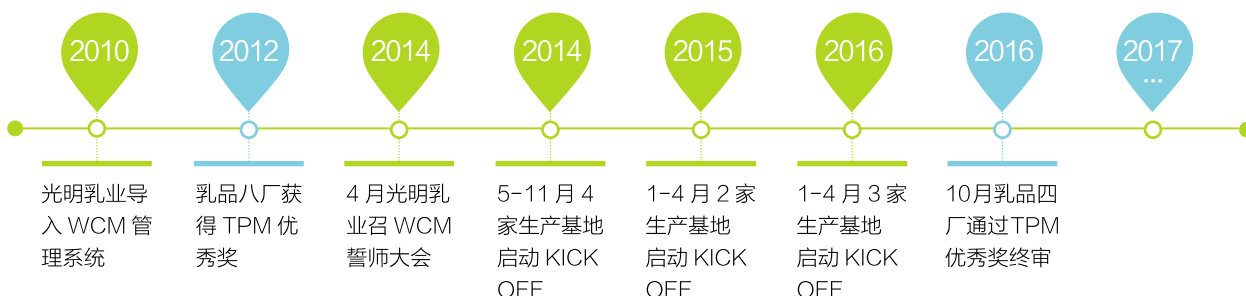 2010
2012
2014
2014
2015
2016
2016
2017
...
光明乳业导
入 WCM 管
理系统
乳品八厂获
得 TPM 优
秀奖
4 月光明乳
业召 WCM
誓师大会
5-11 月 4
家生产基地
启动 KICK
OFF
1-4 月 2 家
生产基地
启动 KICK
OFF
1-4 月 3 家
生产基地
启动 KICK
OFF
10月乳品四
厂通过TPM
优秀奖终审